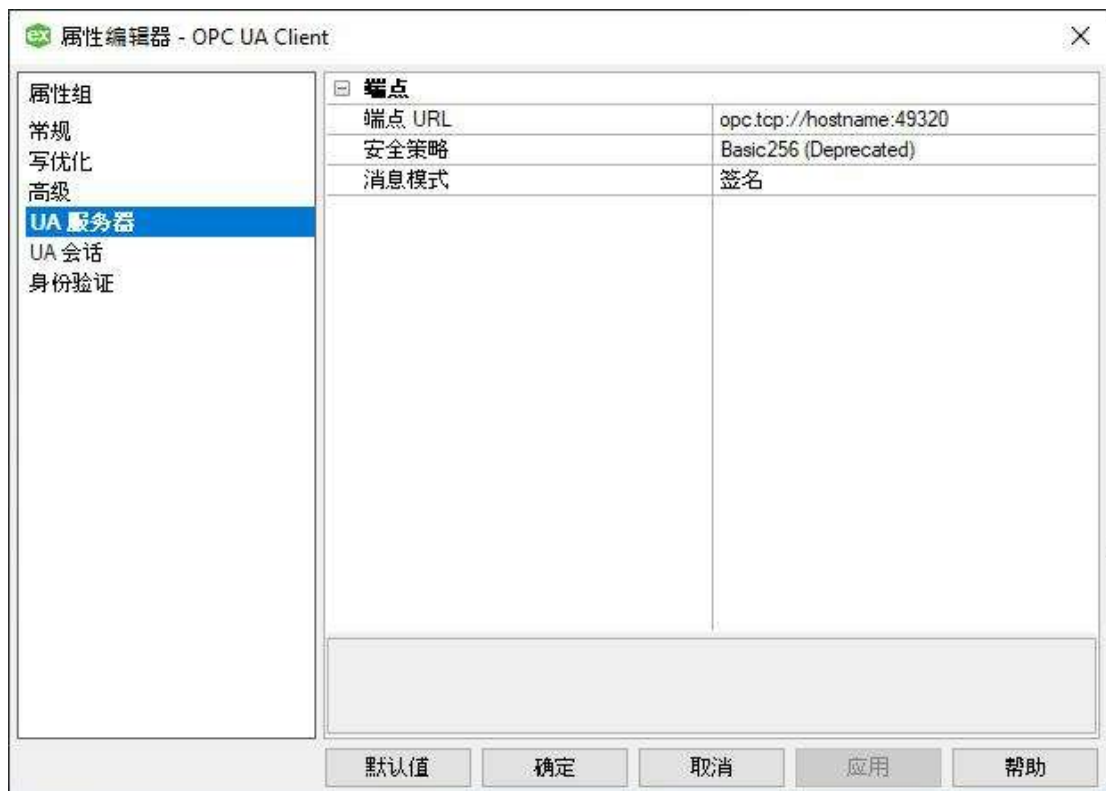 ex 属性编辑器 - OPC UA Client
属性组
常规
写优化
高级
UA 服务器
UA 会话
身份验证
端点
端点 URL opc.tcp://hostname:49320
安全策略 Basic256 (Deprecated)
消息模式 签名
默认值 确定 取消 应用 帮助